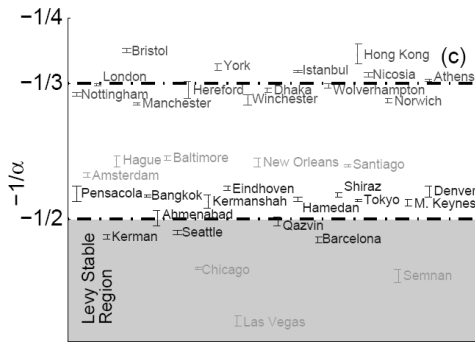 −1/4
Bristol
Hong Kong
(c)
York
Istanbul
Nicosia
London
Athens
−1/3
Nottingham
Hereford
Dhaka
Wolverhampton
Manchester
Winchester
Norwich
−1/α
Hague
Baltimore
New Orleans
Santiago
Amsterdam
Pensacola
Bangkok
Eindhoven
Kermanshah
Shiraz
Tokyo
Denver
M. Keynes
Hamedan
Ahmenabad
−1/2
Qazvin
Kerman
Seattle
Barcelona
Levy Stable
Region
Chicago
Semnan
Las Vegas